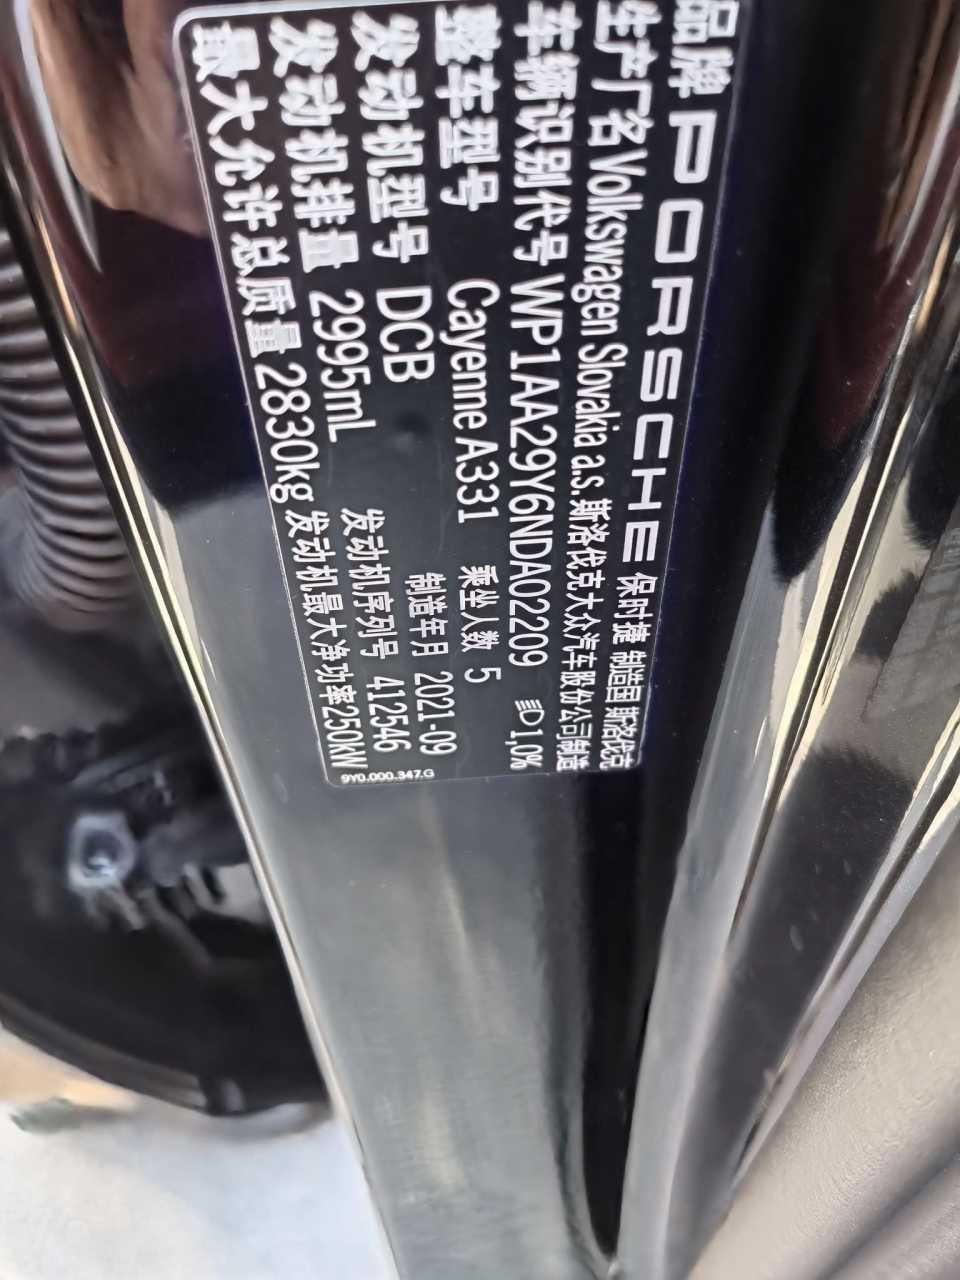 品牌 PORSCHE 保时捷 制造国 斯洛伐克
生产厂名 Volkswagen Slovakia a.s. 斯洛伐克大众汽车股份公司制造
车辆识别代号 WP1AA29Y6NDA02209 1,0%
整车型号 Cayenne A331 乘坐人数 5
发动机型号 DCB 制造年月 2021-09
发动机排量 2995mL 发动机序列号 412546
最大允许总质量 2830kg 发动机最大净功率250kW
9Y0.000.347.G